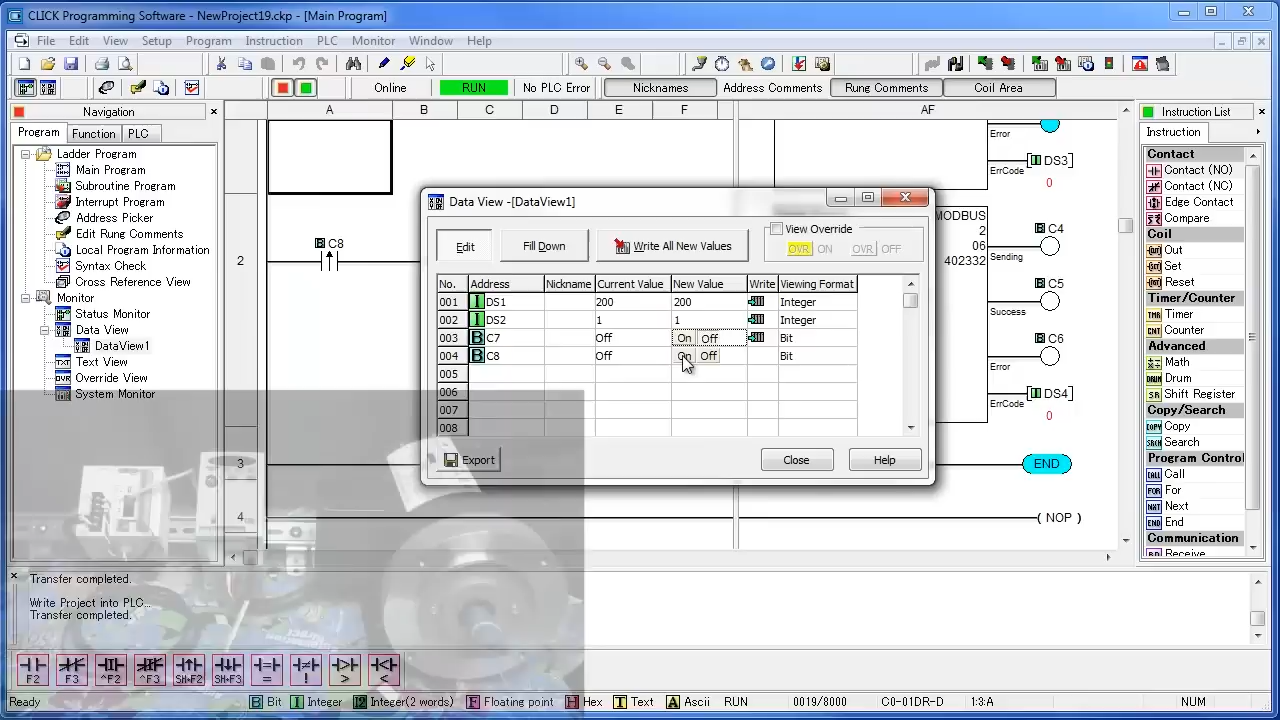 CLICK Programming Software - NewProject19.ckp - [Main Program]
File Edit View Setup Program Instruction PLC Monitor Window Help
Online RUN No PLC Error Nicknames Address Comments Rung Comments Coil Area
Navigation
Program Function PLC
Ladder Program
Main Program
Subroutine Program
Interrupt Program
Address Picker
Edit Rung Comments
Local Program Information
Syntax Check
Cross Reference View
Monitor
Status Monitor
Data View
DataView1
Text View
Override View
System Monitor
A B C D E F AF
Error
DS3
ErrCode
0
B C8
2
MODBUS
2
06
402332
B C4
Sending
B C5
Success
B C6
Error
DS4
ErrCode
0
3
END
4
( NOP )
Data View -[DataView1]
Edit Fill Down Write All New Values
View Override
OVR ON OVR OFF
No. Address Nickname Current Value New Value Write Viewing Format
001 I DS1 200 200 Integer
002 I DS2 1 1 Integer
003 B C7 Off On Off Bit
004 B C8 Off On Off Bit
005
006
007
008
Export Close Help
Instruction List
Instruction
Contact
Contact (NO)
Contact (NC)
Edge Contact
Compare
Coil
Out
Set
Reset
Timer/Counter
TMR Timer
CNT Counter
Advanced
Math
DRUM Drum
SR Shift Register
Copy/Search
COPY Copy
Search
Program Control
CALL Call
FOR For
NXT Next
END End
Communication
Receive
Transfer completed.
Write Project into PLC...
Transfer completed.
F2 F3 ^F2 ^F3 SH+F2 SH+F3 = ! > <
Ready B Bit I Integer I2 Integer(2 words) F Floating point H Hex T Text A Ascii RUN 0019/8000 C0-01DR-D 1:3:A NUM